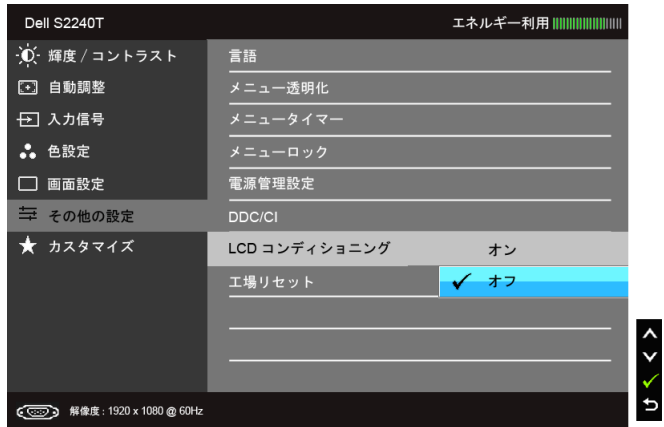 Dell S2240T
エネルギー利用
輝度 / コントラスト
自動調整
入力信号
色設定
画面設定
その他の設定
カスタマイズ
言語
メニュー透明化
メニュータイマー
メニューロック
電源管理設定
DDC/CI
LCD コンディショニング
オン
工場リセット
オフ
解像度 : 1920 x 1080 @ 60Hz